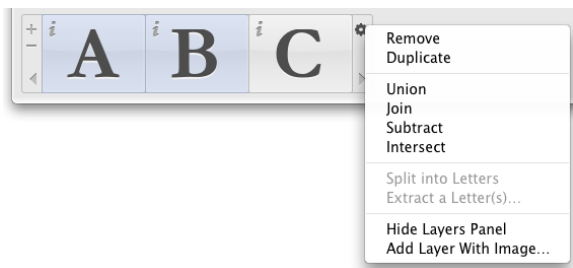 i A i B i C
Remove
Duplicate
Union
Join
Subtract
Intersect
Split into Letters
Extract a Letter(s)...
Hide Layers Panel
Add Layer With Image...